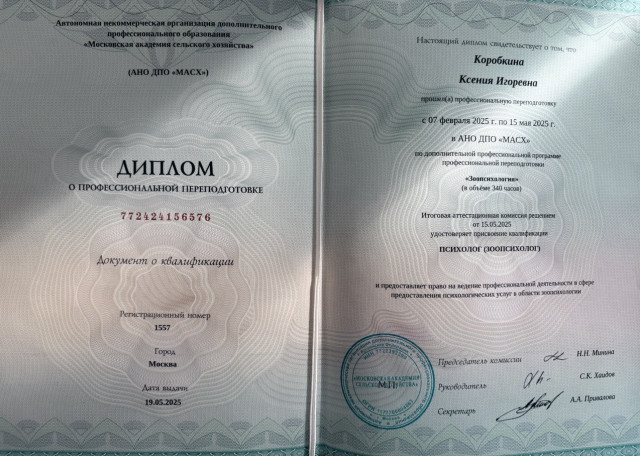 Автономная некоммерческая организация дополнительного
профессионального образования
«Московская академия сельского хозяйства»
(АНО ДПО «МАСХ»)
ДИПЛОМ
О ПРОФЕССИОНАЛЬНОЙ ПЕРЕПОДГОТОВКЕ
772424156576
Документ о квалификации
Регистрационный номер
1557
Город
Москва
Дата выдачи
19.05.2025
Настоящий диплом свидетельствует о том, что
Коробкина
Ксения Игоревна
прошел(а) профессиональную переподготовку
с 07 февраля 2025 г. по 15 мая 2025 г.
в АНО ДПО «МАСХ»
по дополнительной профессиональной программе
профессиональной переподготовки
«Зоопсихология»
(в объёме 340 часов)
Итоговая аттестационная комиссия решением
от 15.05.2025
удостоверяет присвоение квалификации
ПСИХОЛОГ (ЗООПСИХОЛОГ)
и предоставляет право на ведение профессиональной деятельности в сфере
предоставления психологических услуг в области зоопсихологии
Председатель комиссии
Н.Н. Минина
Руководитель
С.К. Хаидов
Секретарь
А.А. Привалова
«МОСКОВСКАЯ АКАДЕМИЯ
СЕЛЬСКОГО ХОЗЯЙСТВА»
М.П.